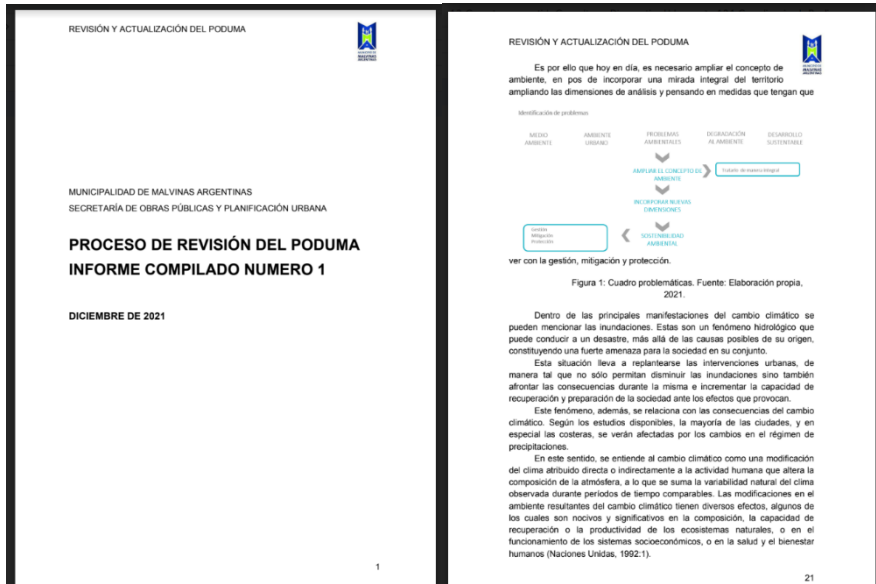 REVISIÓN Y ACTUALIZACIÓN DEL PODUMA
MUNICIPIO DE
MALVINAS
ARGENTINAS
MUNICIPALIDAD DE MALVINAS ARGENTINAS
SECRETARÍA DE OBRAS PÚBLICAS Y PLANIFICACIÓN URBANA
PROCESO DE REVISIÓN DEL PODUMA
INFORME COMPILADO NUMERO 1
DICIEMBRE DE 2021
1
REVISIÓN Y ACTUALIZACIÓN DEL PODUMA
MUNICIPIO DE
MALVINAS
ARGENTINAS
Es por ello que hoy en día, es necesario ampliar el concepto de
ambiente, en pos de incorporar una mirada integral del territorio
ampliando las dimensiones de análisis y pensando en medidas que tengan que
Identificación de problemas
MEDIO
AMBIENTE
AMBIENTE
URBANO
PROBLEMAS
AMBIENTALES
DEGRADACIÓN
AL AMBIENTE
DESARROLLO
SUSTENTABLE
AMPLIAR EL CONCEPTO DE
AMBIENTE
Tratarlo de manera integral
INCORPORAR NUEVAS
DIMENSIONES
Gestión
Mitigación
Protección
SOSTENIBILIDAD
AMBIENTAL
ver con la gestión, mitigación y protección.
Figura 1: Cuadro problemáticas. Fuente: Elaboración propia,
2021.
Dentro de las principales manifestaciones del cambio climático se
pueden mencionar las inundaciones. Estas son un fenómeno hidrológico que
puede conducir a un desastre, más allá de las causas posibles de su origen,
constituyendo una fuerte amenaza para la sociedad en su conjunto.
Esta situación lleva a replantearse las intervenciones urbanas, de
manera tal que no sólo permitan disminuir las inundaciones sino también
afrontar las consecuencias durante la misma e incrementar la capacidad de
recuperación y preparación de la sociedad ante los efectos que provocan.
Este fenómeno, además, se relaciona con las consecuencias del cambio
climático. Según los estudios disponibles, la mayoría de las ciudades, y en
especial las costeras, se verán afectadas por los cambios en el régimen de
precipitaciones.
En este sentido, se entiende al cambio climático como una modificación
del clima atribuido directa o indirectamente a la actividad humana que altera la
composición de la atmósfera, a lo que se suma la variabilidad natural del clima
observada durante períodos de tiempo comparables. Las modificaciones en el
ambiente resultantes del cambio climático tienen diversos efectos, algunos de
los cuales son nocivos y significativos en la composición, la capacidad de
recuperación o la productividad de los ecosistemas naturales, o en el
funcionamiento de los sistemas socioeconómicos, o en la salud y el bienestar
humanos (Naciones Unidas, 1992:1).
21